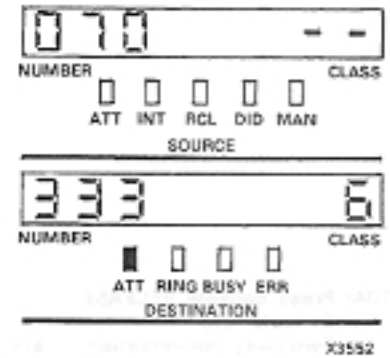 070 --
NUMBER CLASS
ATT INT RCL DID MAN
SOURCE
333 6
NUMBER CLASS
ATT RING BUSY ERR
DESTINATION
X3552